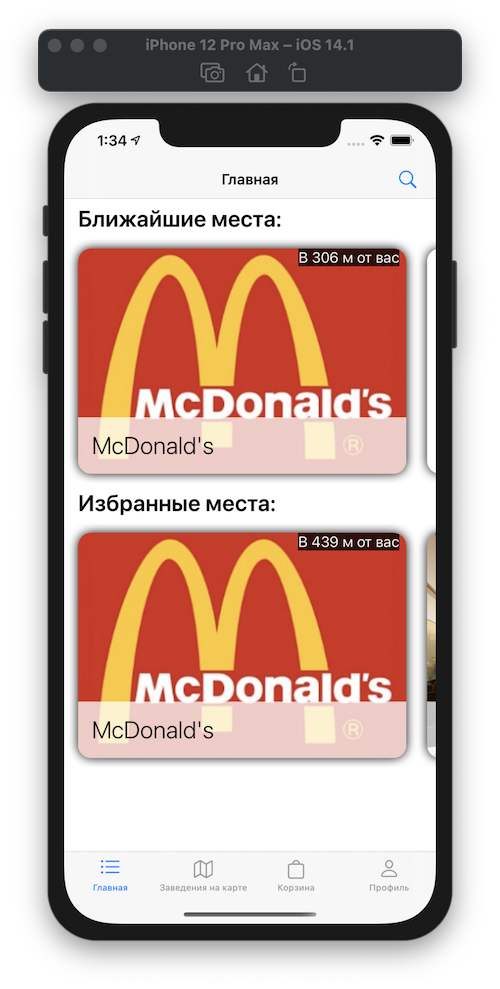 iPhone 12 Pro Max – iOS 14.1
1:34
Главная
Ближайшие места:
В 306 м от вас
McDonald's
McDonald's
®
Избранные места:
В 439 м от вас
McDonald's
McDonald's
®
Главная
Заведения на карте
Корзина
Профиль